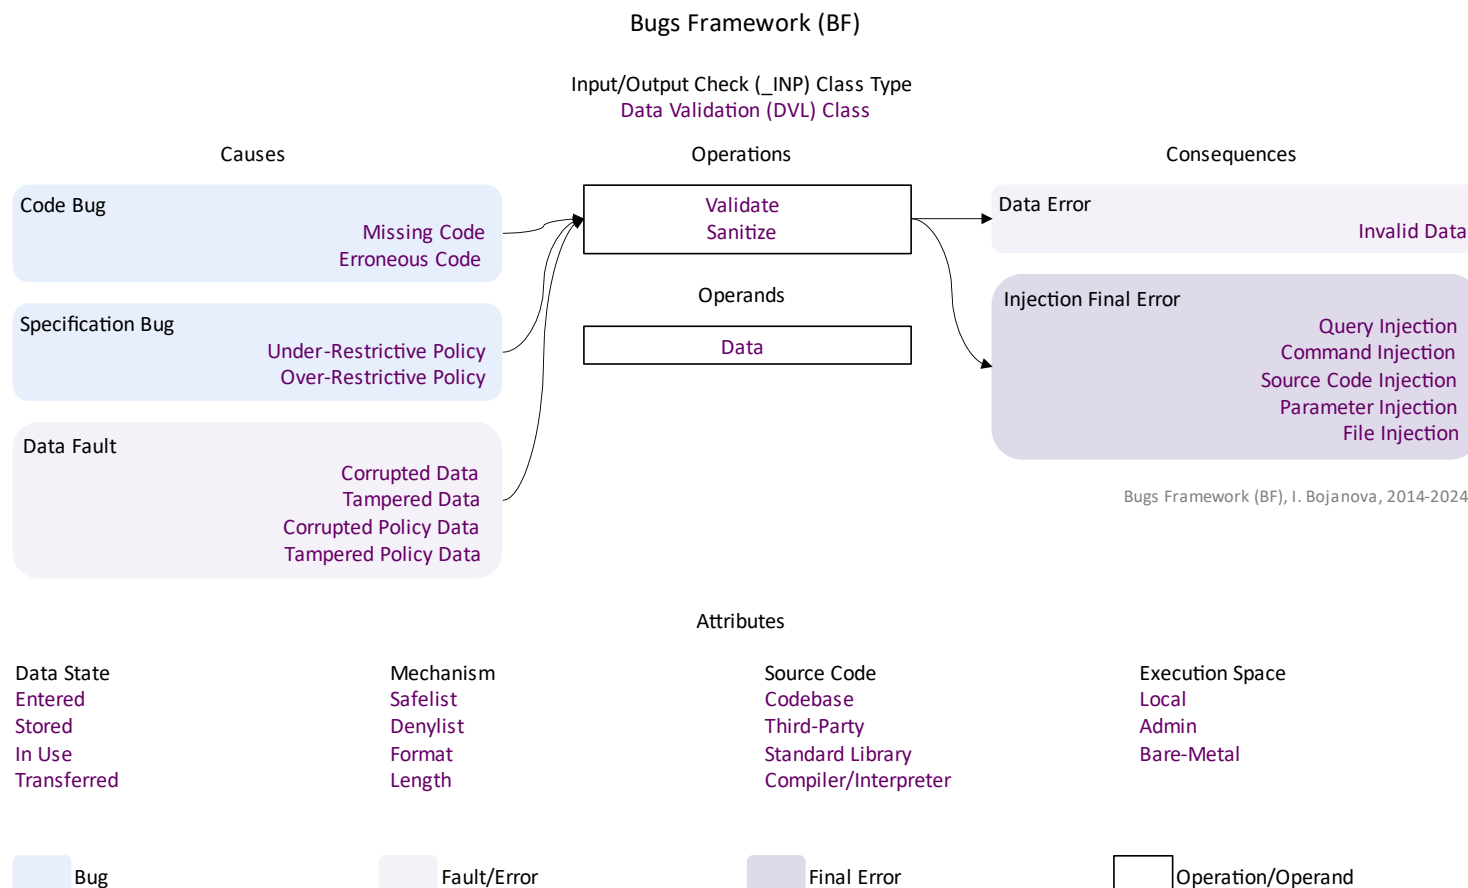 Bugs Framework (BF)
Input/Output Check (_INP) Class Type
Data Validation (DVL) Class
Causes
Operations
Consequences
Code Bug
Missing Code
Erroneous Code
Specification Bug
Under-Restrictive Policy
Over-Restrictive Policy
Data Fault
Corrupted Data
Tampered Data
Corrupted Policy Data
Tampered Policy Data
Validate
Sanitize
Operands
Data
Data Error
Invalid Data
Injection Final Error
Query Injection
Command Injection
Source Code Injection
Parameter Injection
File Injection
Bugs Framework (BF), I. Bojanova, 2014-2024
Attributes
Data State
Entered
Stored
In Use
Transferred
Mechanism
Safelist
Denylist
Format
Length
Source Code
Codebase
Third-Party
Standard Library
Compiler/Interpreter
Execution Space
Local
Admin
Bare-Metal
Bug
Fault/Error
Final Error
Operation/Operand